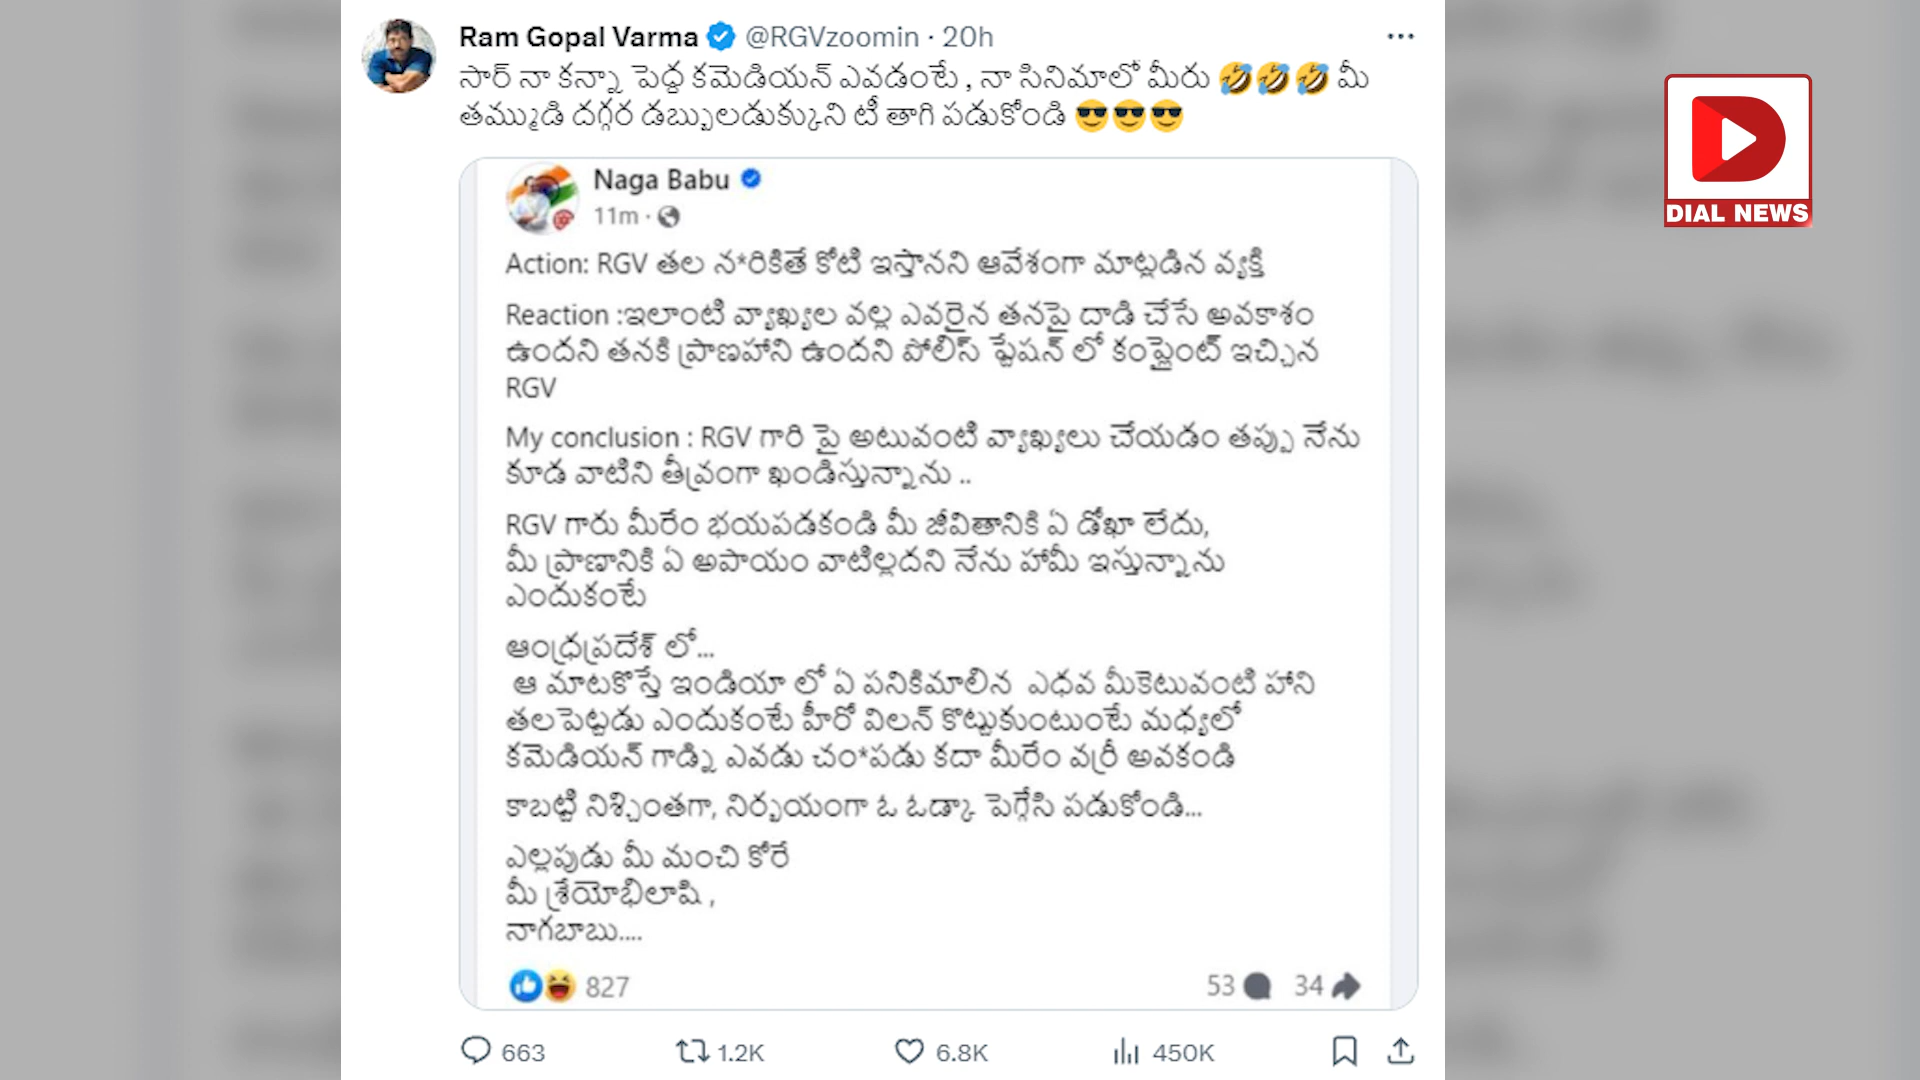 Ram Gopal Varma @RGVzoomin · 20h
సార్ నా కన్నా పెధ్ధ కమెడియన్ ఎవడంటే , నా సినిమాలో మీరు 🤣🤣🤣 మీ
తమ్ముడి దగ్గర డబ్బులడుక్కుని టీ తాగి పడుకోండి 😎😎😎
DIAL NEWS
Naga Babu
11m ·
Action: RGV తల న*రికితే కోటి ఇస్తానని ఆవేశంగా మాట్లడిన వ్యక్తి
Reaction :ఇలాంటి వ్యాఖ్యల వల్ల ఎవరైన తనపై దాడి చేసే అవకాశం
ఉందని తనకి ప్రాణహాని ఉందని పోలీస్ స్టేషన్ లో కంప్లైంట్ ఇచ్చిన
RGV
My conclusion : RGV గారి పై అటువంటి వ్యాఖ్యలు చేయడం తప్పు నేను
కూడ వాటిని తీవ్రంగా ఖండిస్తున్నాను ..
RGV గారు మీరేం భయపడకండి మీ జీవితానికి ఏ డోఖా లేదు,
మీ ప్రాణానికి ఏ అపాయం వాటిల్లదని నేను హామీ ఇస్తున్నాను
ఎందుకంటే
ఆంధ్రప్రదేశ్ లో...
ఆ మాటకొస్తే ఇండియా లో ఏ పనికిమాలిన ఎధవ మీకెటువంటి హాని
తలపెట్టడు ఎందుకంటే హీరో విలన్ కొట్టుకుంటుంటే మధ్యలో
కమెడియన్ గాడ్ని ఎవడు చం*పడు కదా మీరేం వర్రీ అవకండి
కాబట్టి నిశ్చింతగా, నిర్భయంగా ఓ ఓడ్కా పెగ్గేసి పడుకోండి...
ఎల్లపుడు మీ మంచి కోరే
మీ శ్రేయోభిలాషి ,
నాగబాబు....
827 53 34
663 1.2K 6.8K 450K